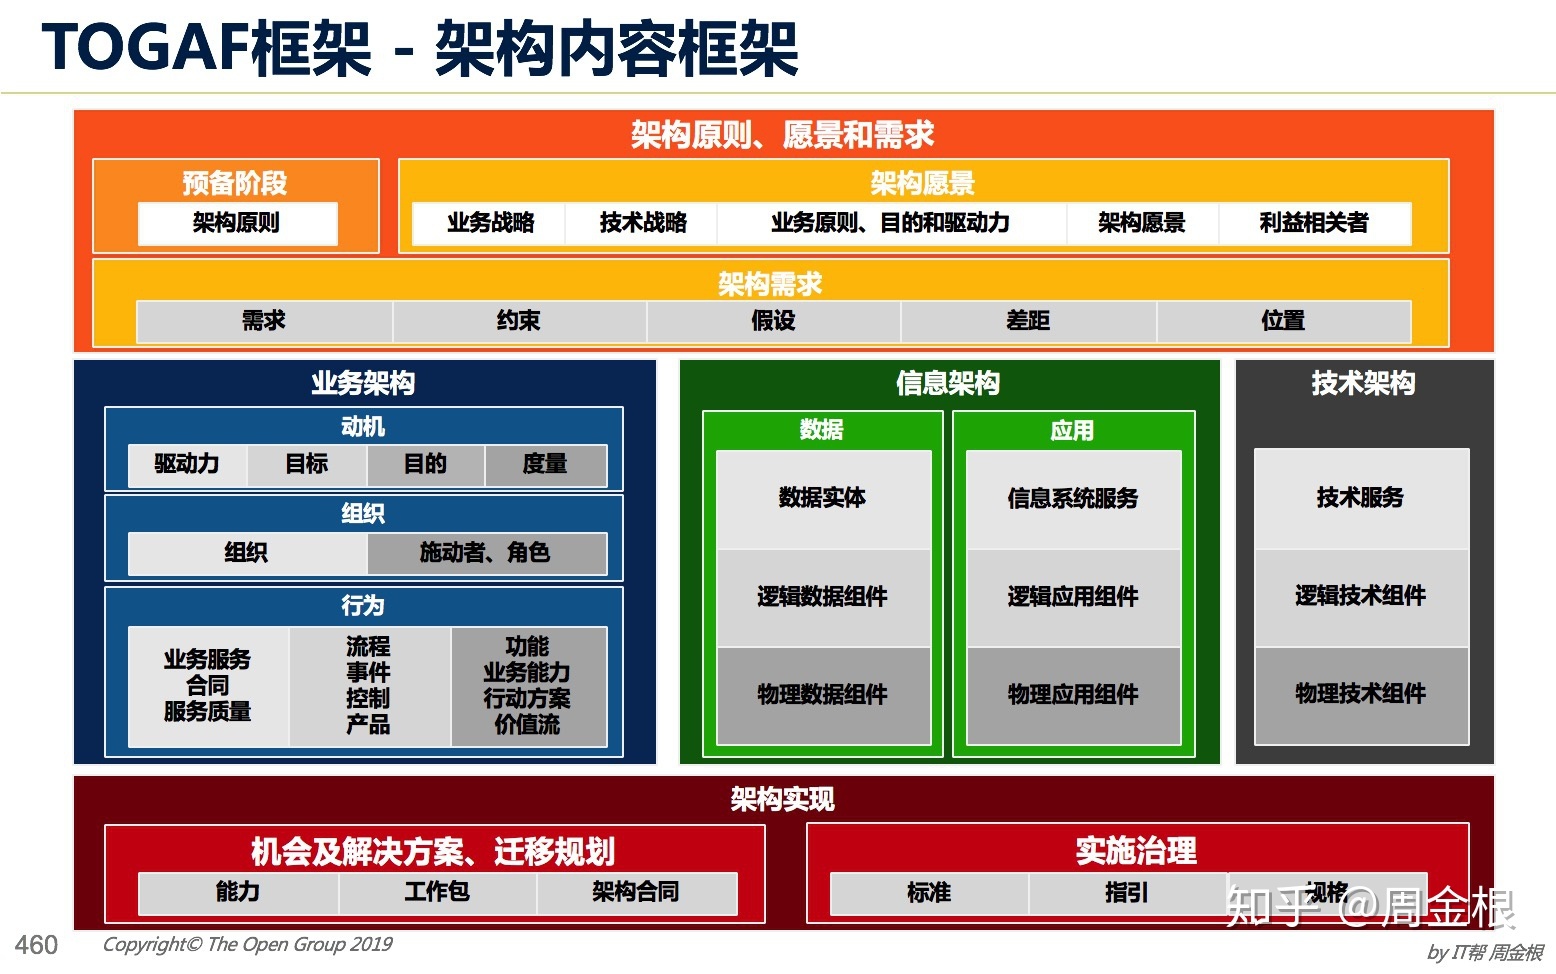 TOGAF框架 - 架构内容框架
架构原则、愿景和需求
预备阶段
架构原则
架构愿景
业务战略 技术战略 业务原则、目的和驱动力 架构愿景 利益相关者
架构需求
需求 约束 假设 差距 位置
业务架构
动机
驱动力 目标 目的 度量
组织
组织 施动者、角色
行为
业务服务
合同
服务质量
流程
事件
控制
产品
功能
业务能力
行动方案
价值流
信息架构
数据
数据实体
逻辑数据组件
物理数据组件
应用
信息系统服务
逻辑应用组件
物理应用组件
技术架构
技术服务
逻辑技术组件
物理技术组件
架构实现
机会及解决方案、迁移规划
能力 工作包 架构合同
实施治理
标准 指引 规格
知乎 @周金根
460
Copyright© The Open Group 2019
by IT帮 周金根